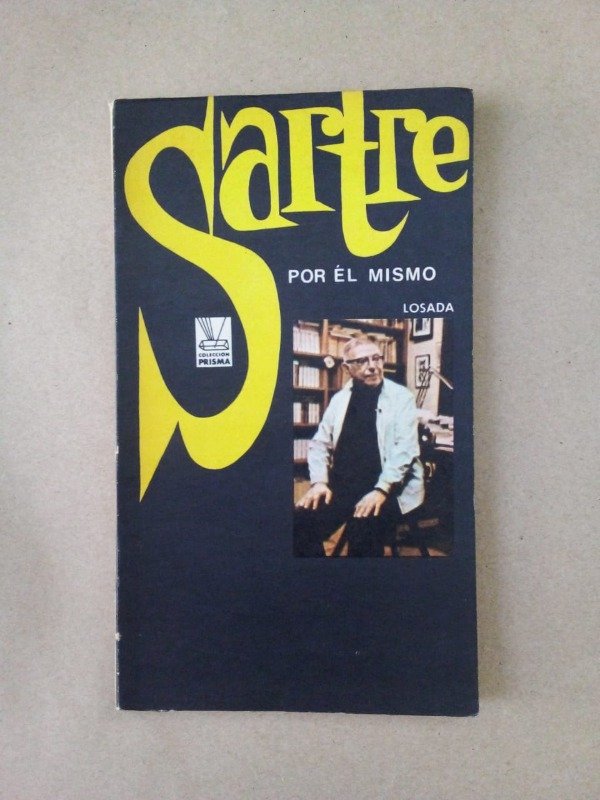 Sartre
POR ÉL MISMO
LOSADA
COLECCIÓN
PRISMA